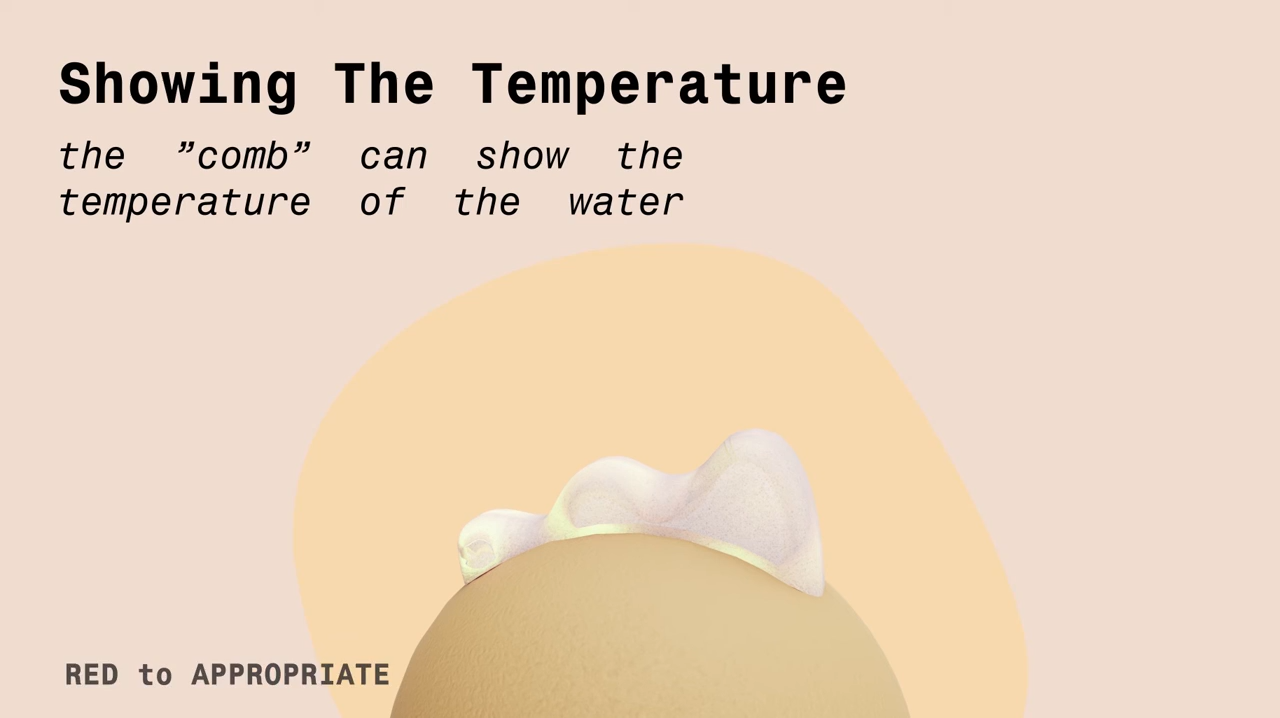 Showing The Temperature
the ”comb” can show the
temperature of the water
RED to APPROPRIATE